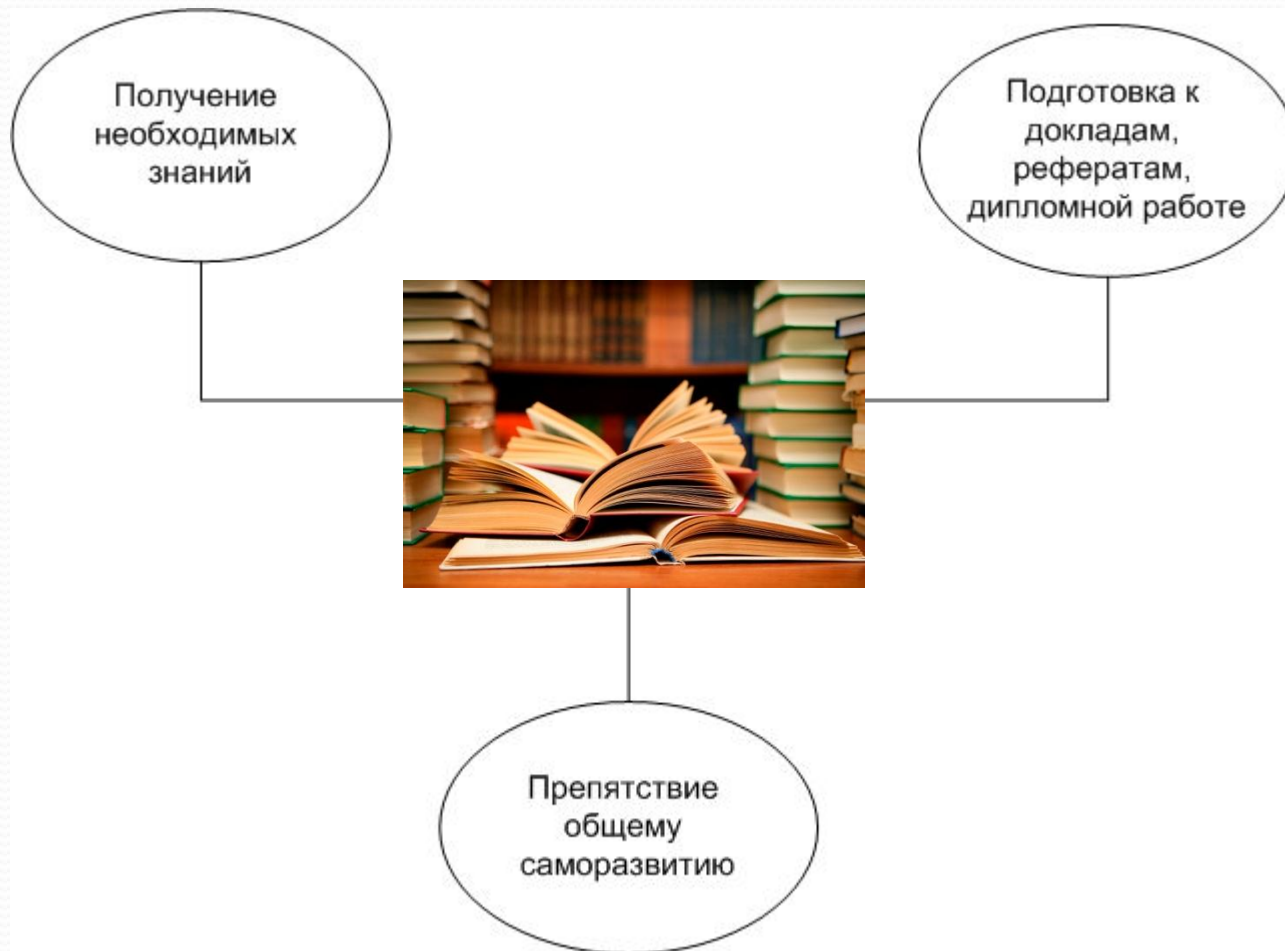 Получение
необходимых
знаний
Подготовка к
докладам,
рефератам,
дипломной работе
Препятствие
общему
саморазвитию